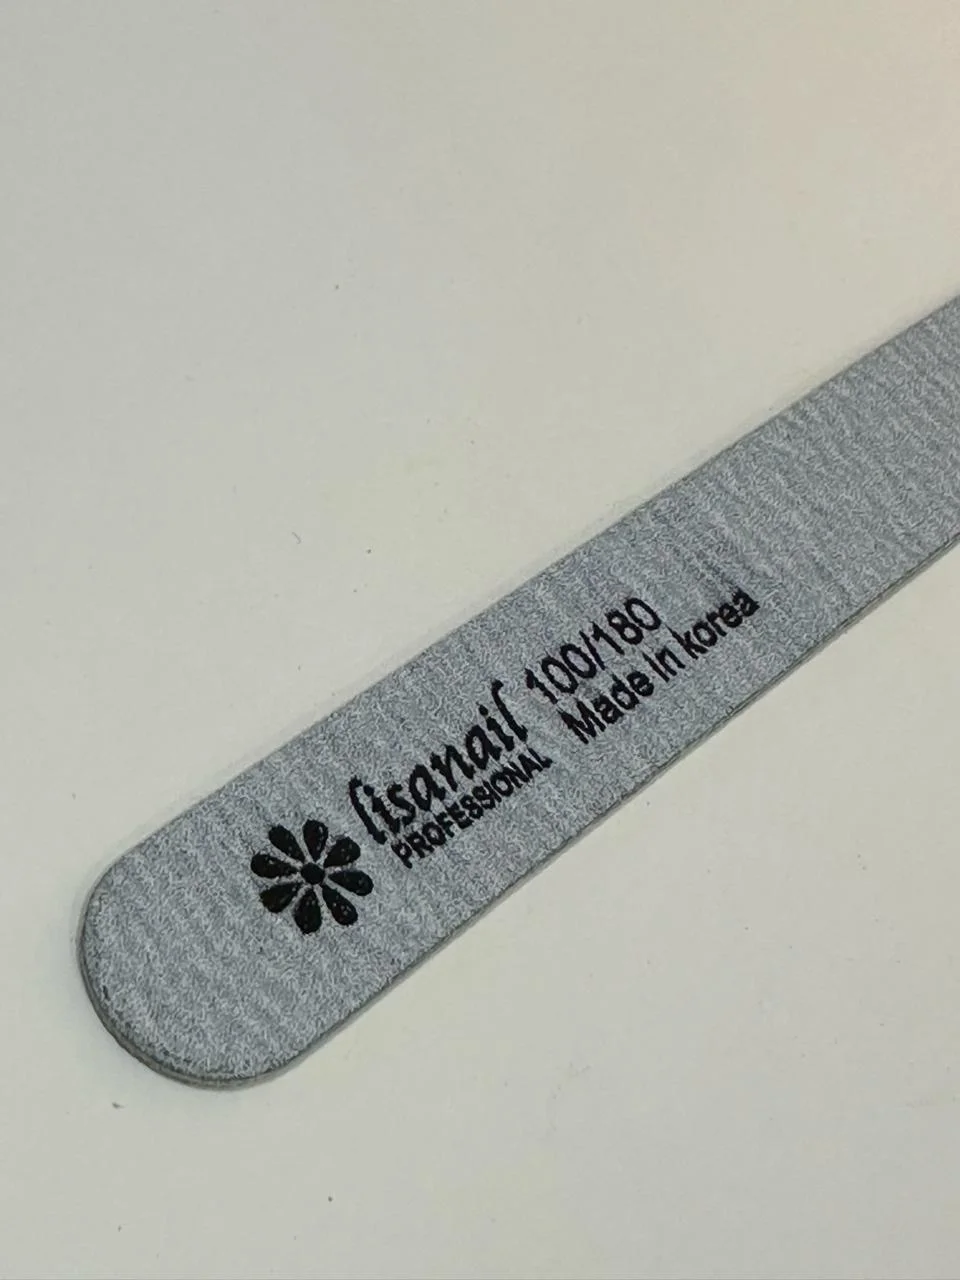 lisanail 100/180
PROFESSIONAL Made in korea